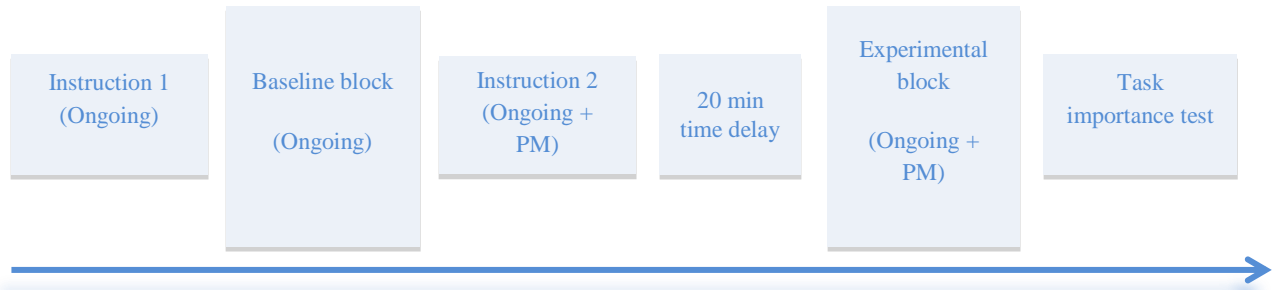 Instruction 1
(Ongoing)
Baseline block
(Ongoing)
Instruction 2
(Ongoing +
PM)
20 min
time delay
Experimental
block
(Ongoing +
PM)
Task
importance test